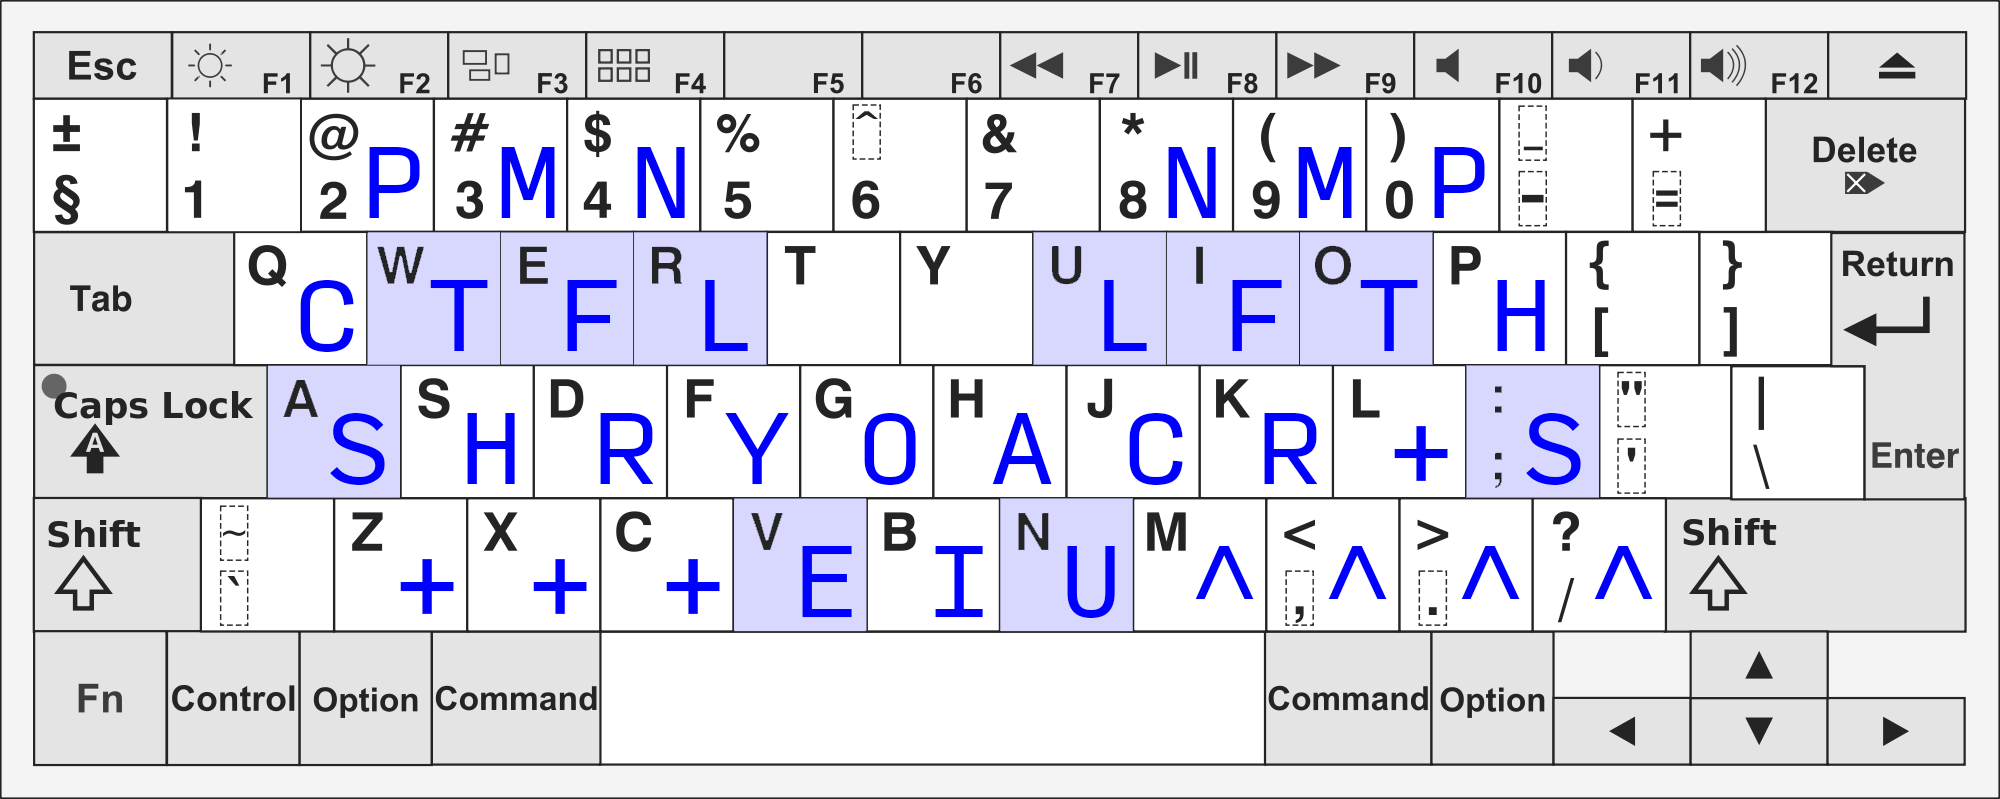 Esc F1 F2 F3 F4 F5 F6 F7 F8 F9 F10 F11 F12
± ! @ # $ % ^ & * ( ) _ + Delete
§ 1 2 P 3 M 4 N 5 6 7 8 N 9 M 0 P - =
Q W E R T Y U I O P { } Return
Tab C T F L L F T H [ ]
Caps Lock A S D F G H J K L : " |
A S H R Y O A C R + ; S ' \ Enter
Shift ~ Z X C V B N M < > ? Shift
` + + + E I U ^ , ^ . ^ / ^
Fn Control Option Command Command Option